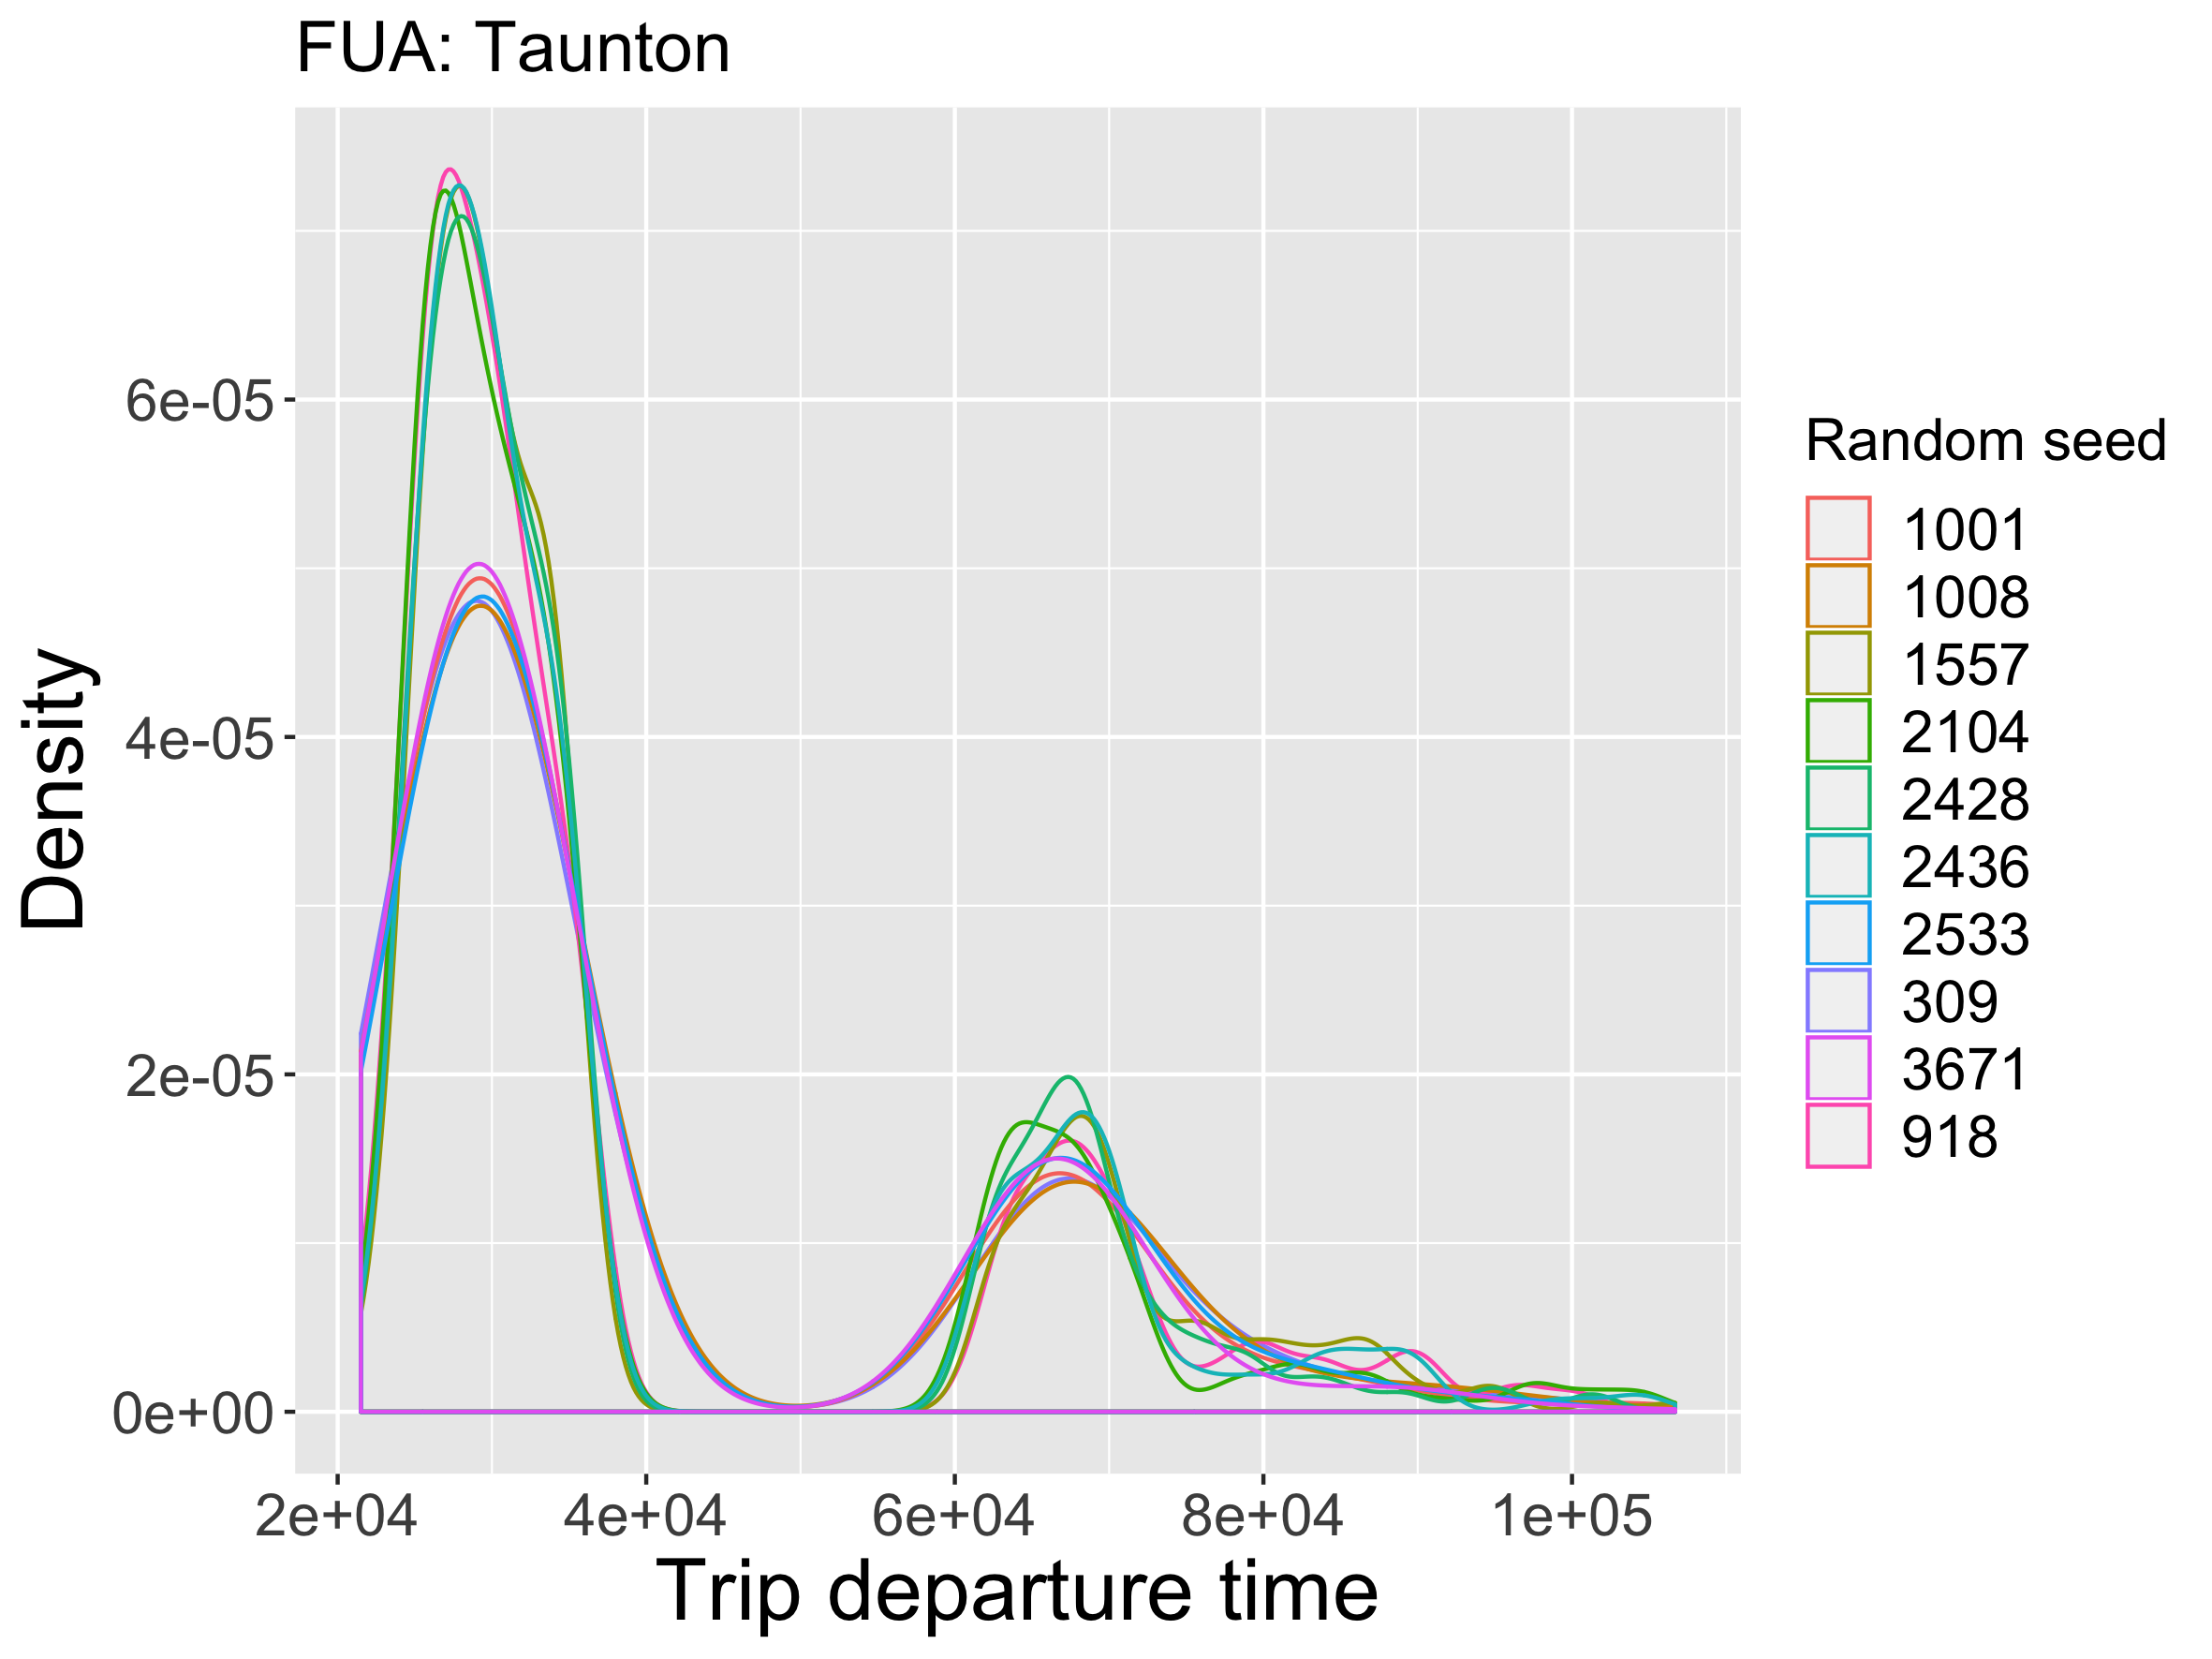 FUA: Taunton
Density
6e-05
4e-05
2e-05
0e+00
2e+04 4e+04 6e+04 8e+04 1e+05
Trip departure time
Random seed
1001
1008
1557
2104
2428
2436
2533
309
3671
918